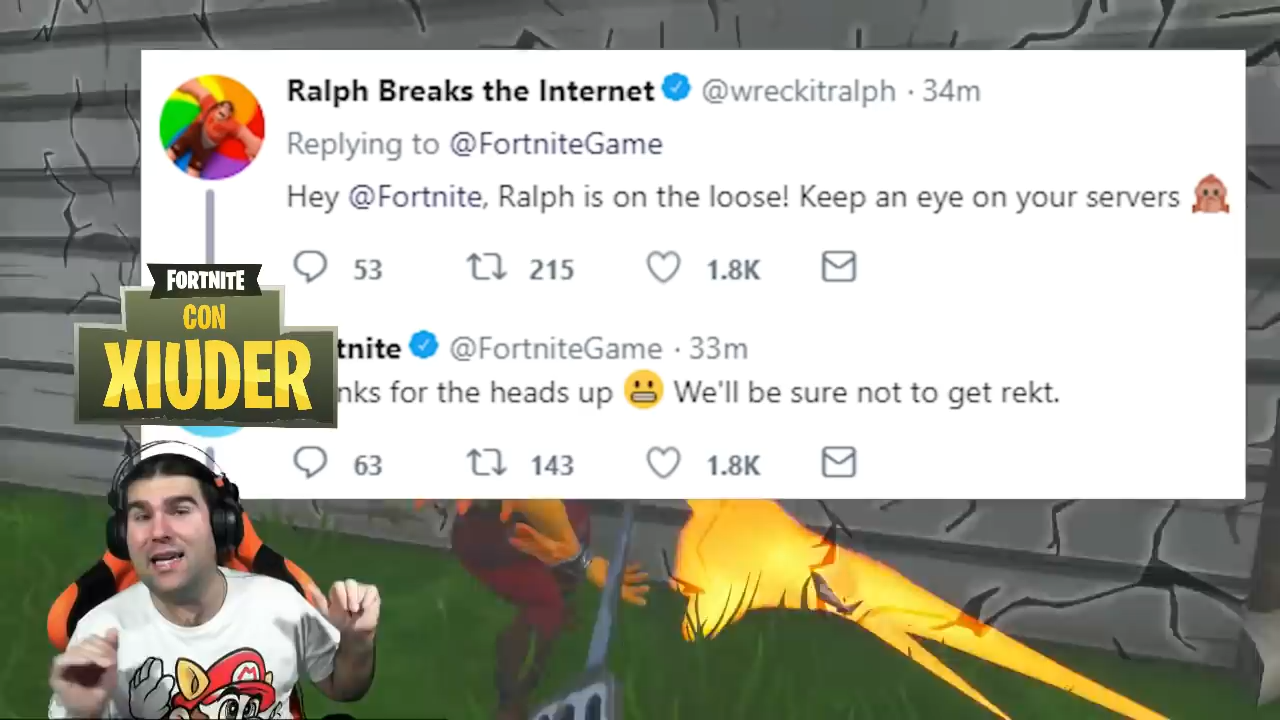 Ralph Breaks the Internet @wreckitralph · 34m
Replying to @FortniteGame
Hey @Fortnite, Ralph is on the loose! Keep an eye on your servers
53 215 1.8K
FORTNITE
CON
XIUDER
tnite @FortniteGame · 33m
nks for the heads up 😬 We'll be sure not to get rekt.
63 143 1.8K
M